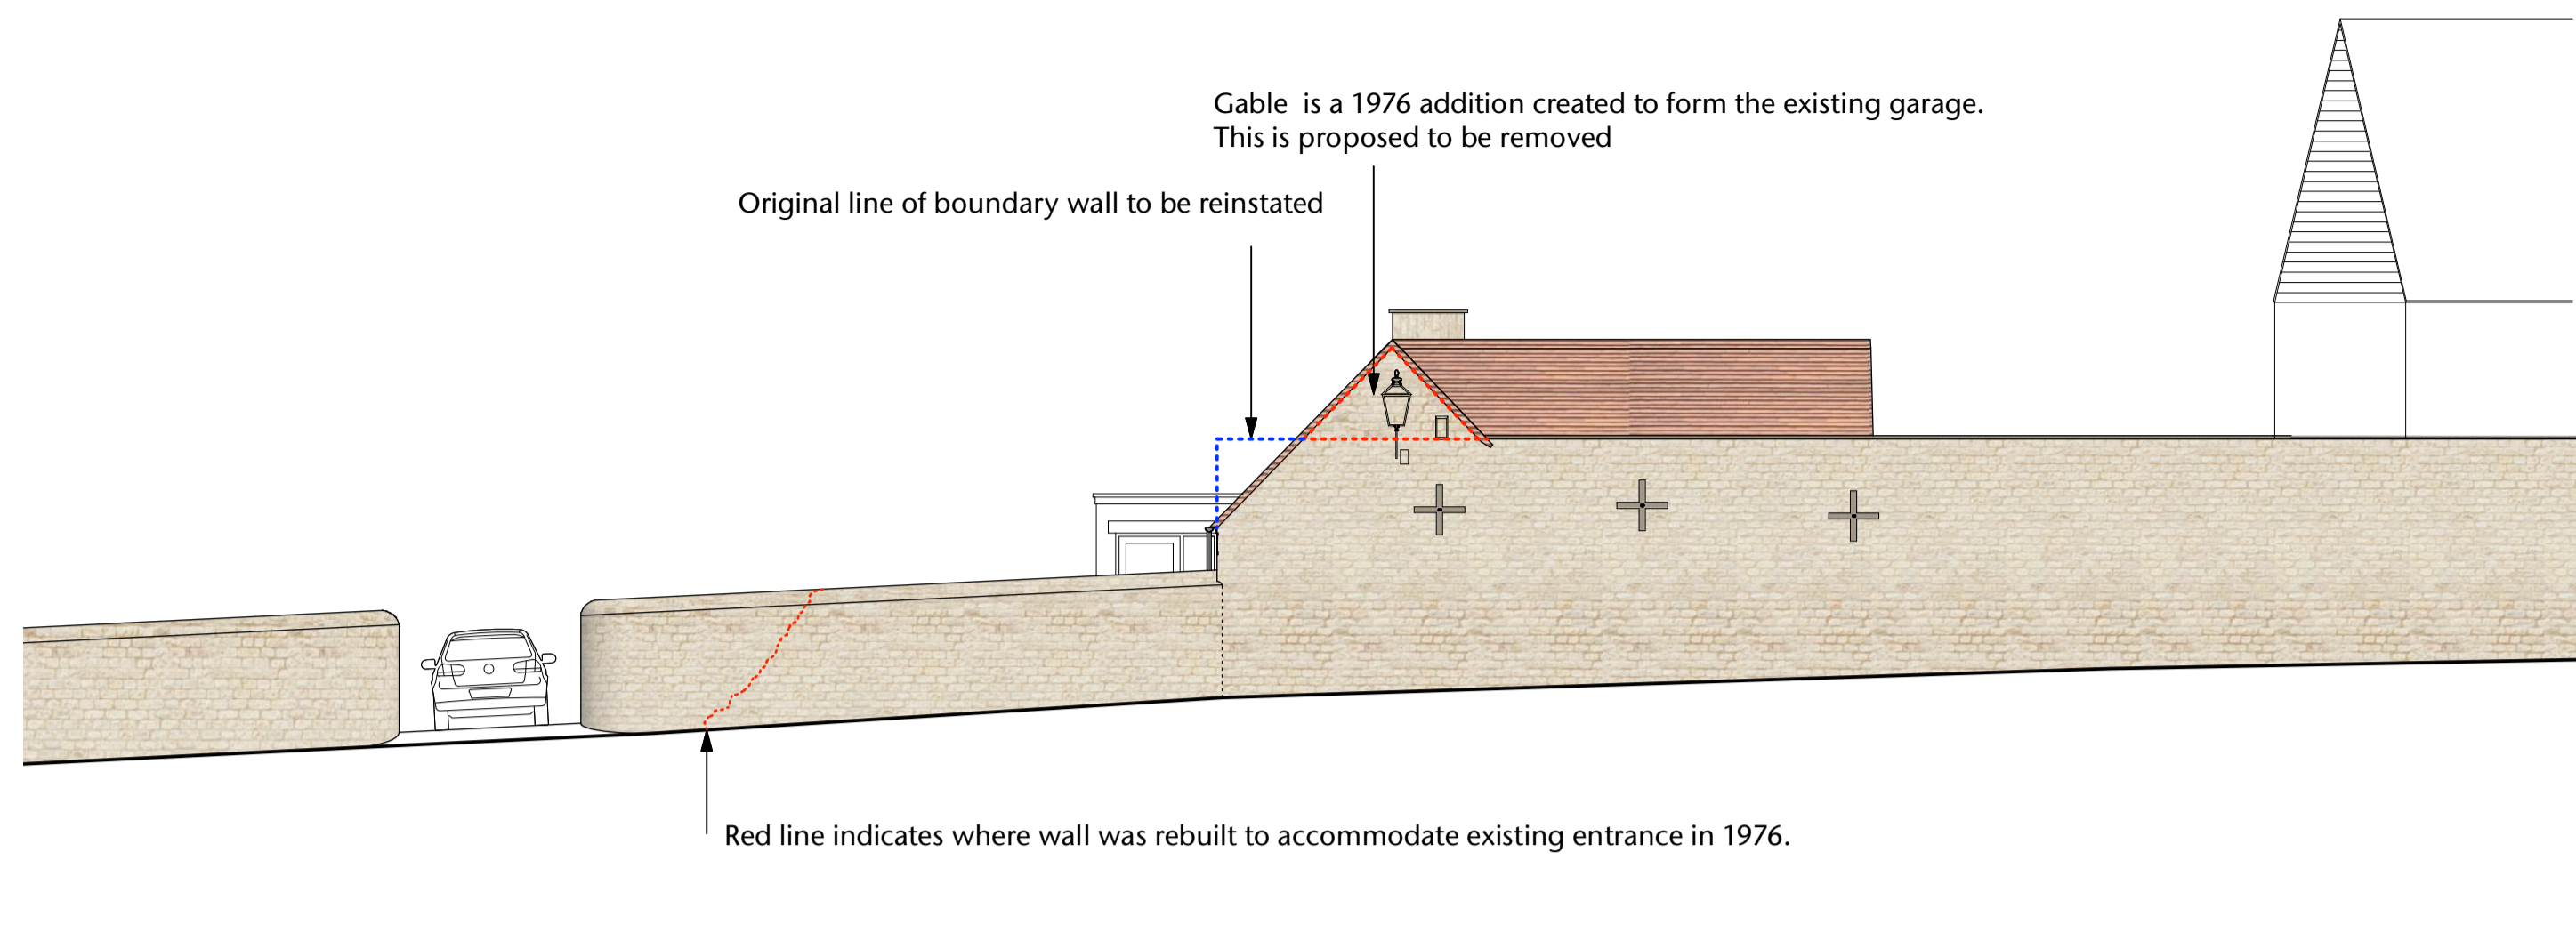 Gable  is a 1976 addition created to form the existing garage.
This is proposed to be removed
Original line of boundary wall to be reinstated
Red line indicates where wall was rebuilt to accommodate existing entrance in 1976.